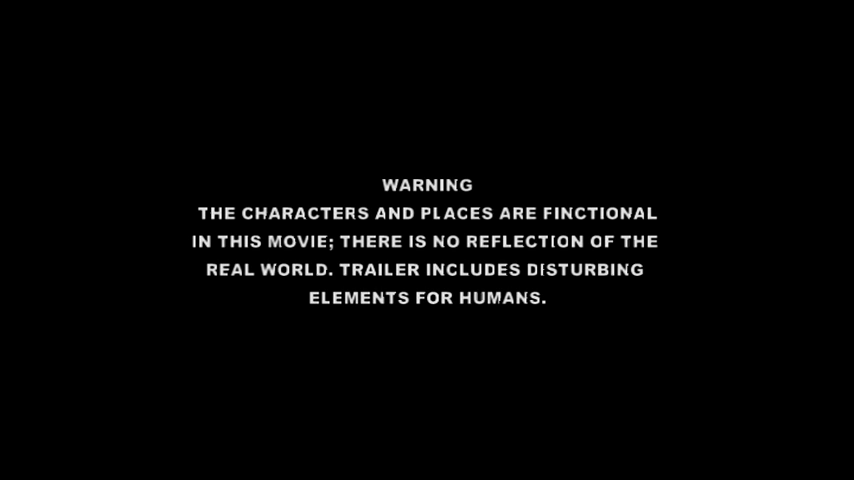 WARNING
THE CHARACTERS AND PLACES ARE FINCTIONAL
IN THIS MOVIE; THERE IS NO REFLECTION OF THE
REAL WORLD. TRAILER INCLUDES DISTURBING
ELEMENTS FOR HUMANS.